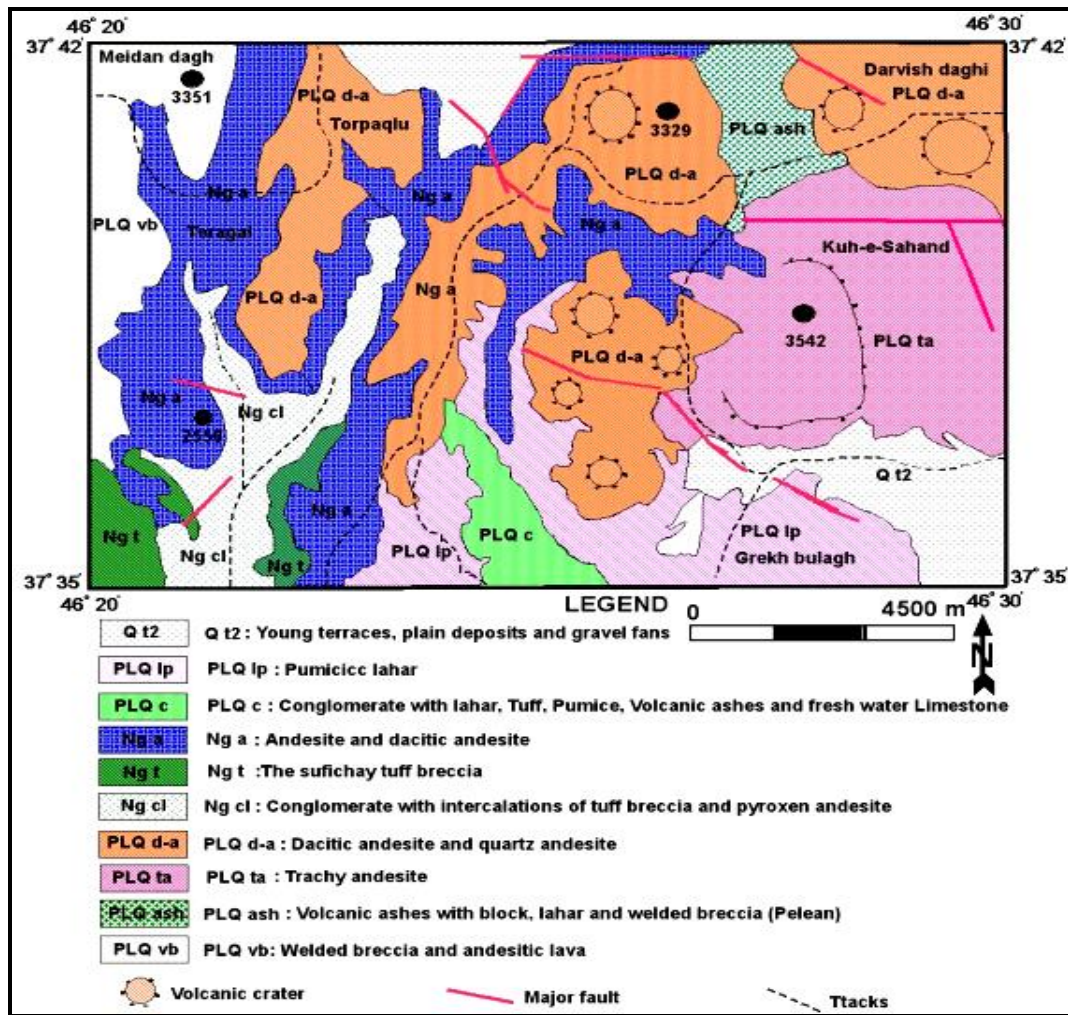 46° 20' 46° 30'
37° 42' 37° 42'
Meidan dagh
3351
PLQ d-a
Torpaqlu
Darvish daghi
PLQ d-a
3329
PLQ ash
PLQ d-a
Ng a
Ng a
PLQ vb
Teragai
Ng a
Kuh-e-Sahand
PLQ d-a
Ng a
3542
PLQ ta
PLQ d-a
Ng a
Ng cl
2556
Q t2
Ng a
Ng t
PLQ lp
PLQ c
PLQ lp
Ng cl
Ng t
Grekh bulagh
37° 35' 37° 35'
46° 20' 46° 30'
LEGEND
0 4500 m
N
Q t2 Q t2 : Young terraces, plain deposits and gravel fans
PLQ lp PLQ lp : Pumicicc lahar
PLQ c PLQ c : Conglomerate with lahar, Tuff, Pumice, Volcanic ashes and fresh water Limestone
Ng a Ng a : Andesite and dacitic andesite
Ng t Ng t :The sufichay tuff breccia
Ng cl Ng cl : Conglomerate with intercalations of tuff breccia and pyroxen andesite
PLQ d-a PLQ d-a : Dacitic andesite and quartz andesite
PLQ ta PLQ ta : Trachy andesite
PLQ ash PLQ ash : Volcanic ashes with block, lahar and welded breccia (Pelean)
PLQ vb PLQ vb: Welded breccia and andesitic lava
Volcanic crater Major fault Ttacks